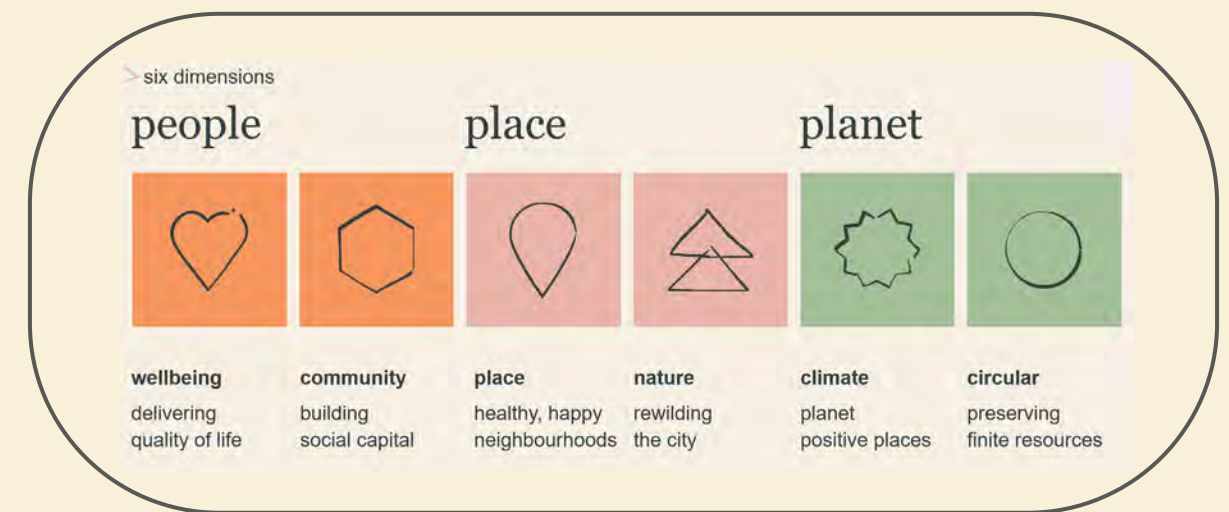 > six dimensions
people place planet
wellbeing community place nature climate circular
delivering building healthy, happy rewilding planet preserving
quality of life social capital neighbourhoods the city positive places finite resources